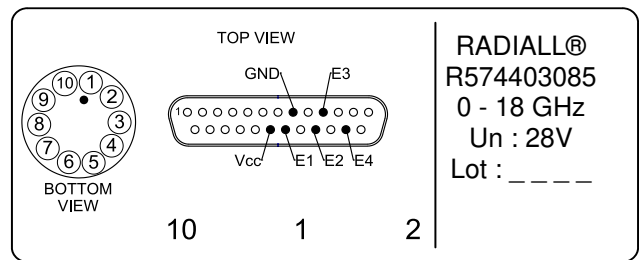 TOP VIEW
GND E3
1
Vcc E1 E2 E4
10 1
9 2
8 3
7 4
6 5
BOTTOM
VIEW
10 1 2
RADIALL®
R574403085
0 - 18 GHz
Un : 28V
Lot : _ _ _ _